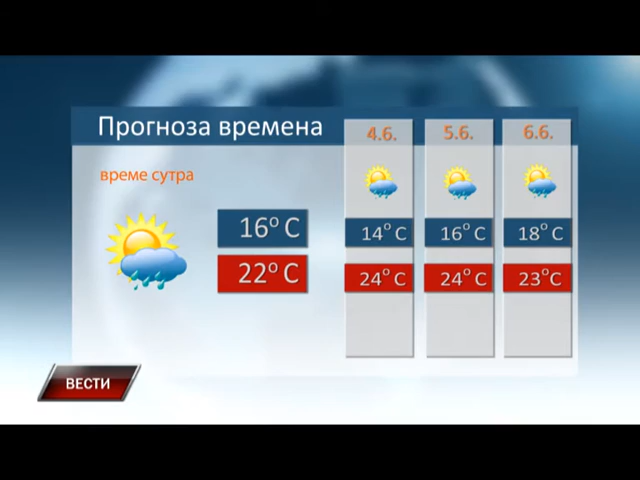 Прогноза времена
време сутра
16° C
22° C
4.6.
14° C
24° C
5.6.
16° C
24° C
6.6.
18° C
23°C
ВЕСТИ